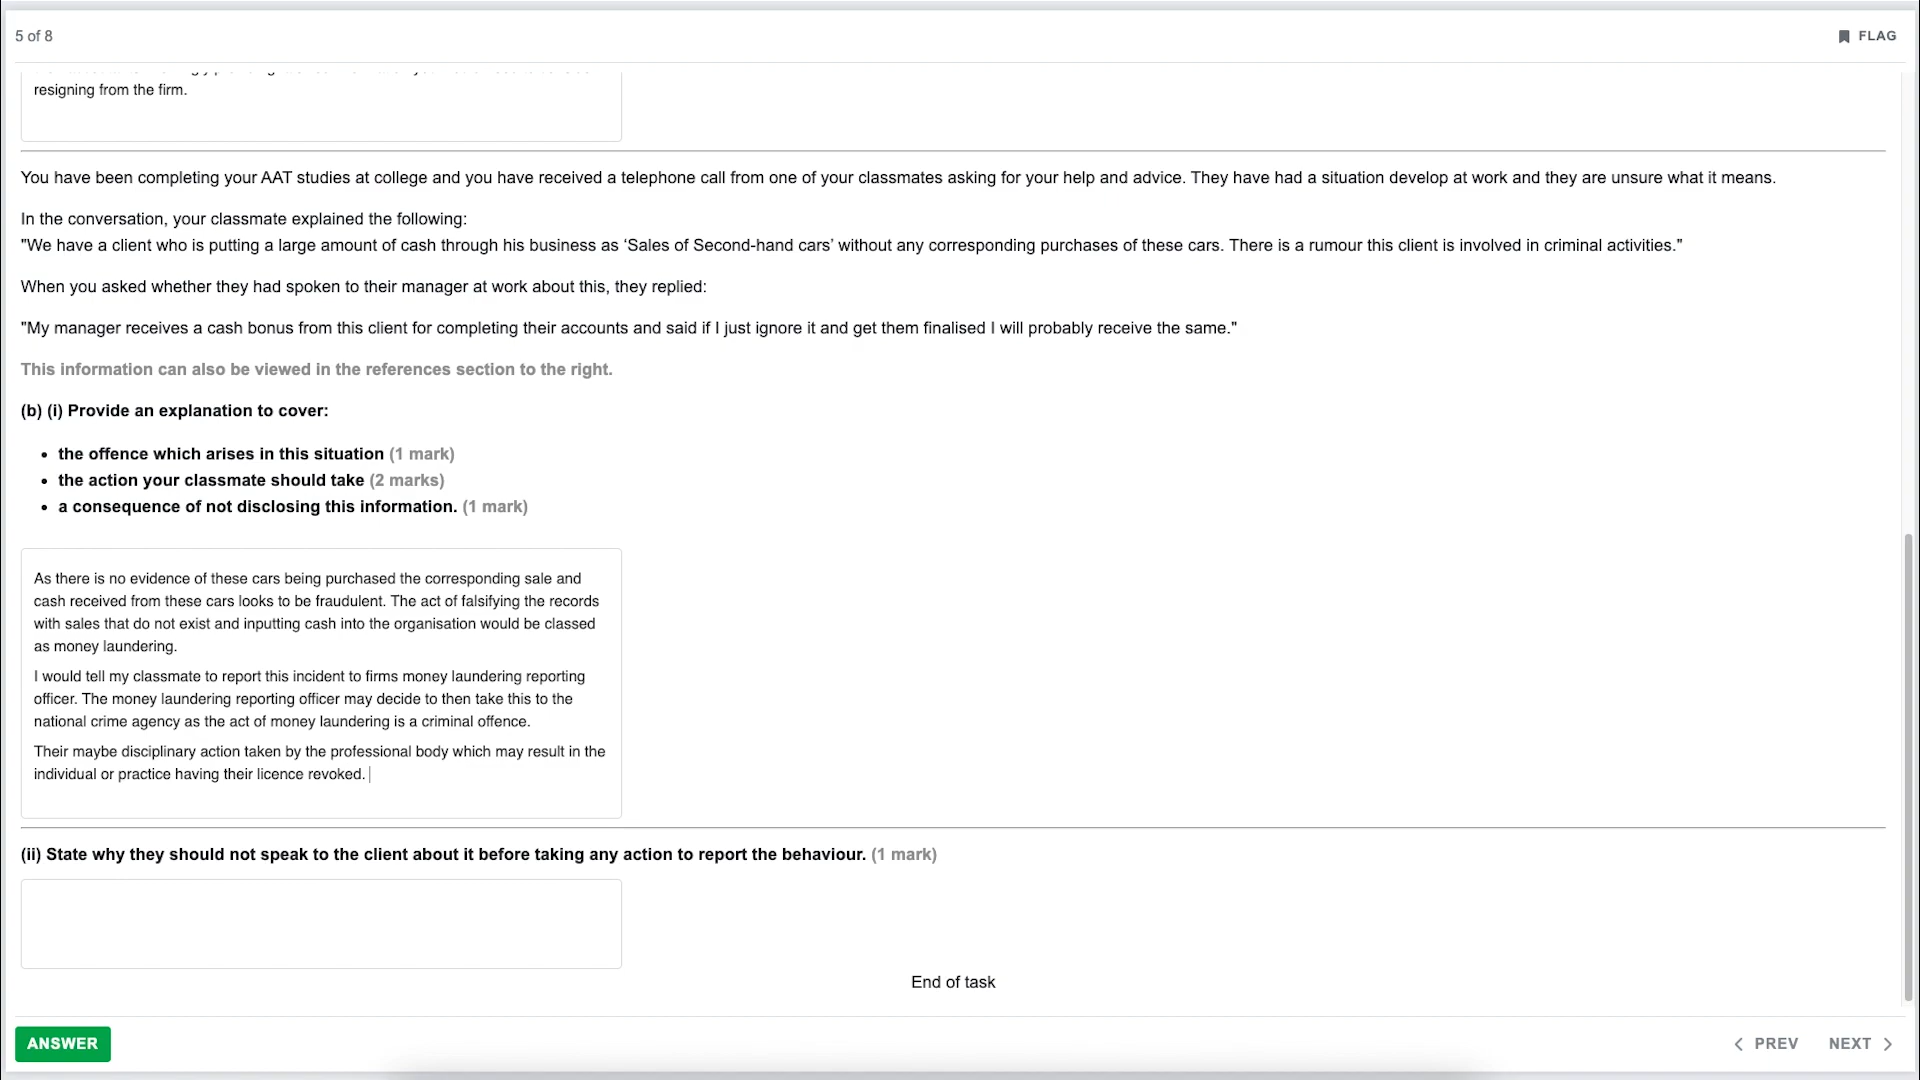 5 of 8
FLAG
resigning from the firm.
You have been completing your AAT studies at college and you have received a telephone call from one of your classmates asking for your help and advice. They have had a situation develop at work and they are unsure what it means.
In the conversation, your classmate explained the following:
"We have a client who is putting a large amount of cash through his business as ‘Sales of Second-hand cars’ without any corresponding purchases of these cars. There is a rumour this client is involved in criminal activities."
When you asked whether they had spoken to their manager at work about this, they replied:
"My manager receives a cash bonus from this client for completing their accounts and said if I just ignore it and get them finalised I will probably receive the same."
This information can also be viewed in the references section to the right.
(b) (i) Provide an explanation to cover:
• the offence which arises in this situation (1 mark)
• the action your classmate should take (2 marks)
• a consequence of not disclosing this information. (1 mark)
As there is no evidence of these cars being purchased the corresponding sale and
cash received from these cars looks to be fraudulent. The act of falsifying the records
with sales that do not exist and inputting cash into the organisation would be classed
as money laundering.
I would tell my classmate to report this incident to firms money laundering reporting
officer. The money laundering reporting officer may decide to then take this to the
national crime agency as the act of money laundering is a criminal offence.
Their maybe disciplinary action taken by the professional body which may result in the
individual or practice having their licence revoked.
(ii) State why they should not speak to the client about it before taking any action to report the behaviour. (1 mark)
End of task
ANSWER
PREV
NEXT